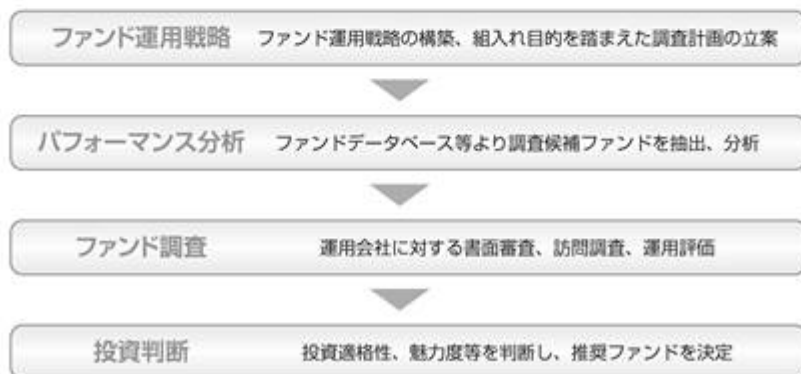 ファンド運用戦略 ファンド運用戦略の構築、組入れ目的を踏まえた調査計画の立案
パフォーマンス分析 ファンドデータベース等より調査候補ファンドを抽出、分析
ファンド調査 運用会社に対する書面審査、訪問調査、運用評価
投資判断 投資適格性、魅力度等を判断し、推奨ファンドを決定